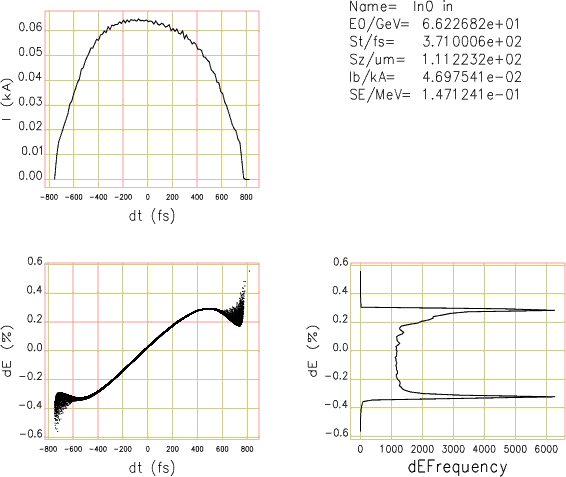 Name= ln0 in
E0/GeV= 6.622682e+01
St/fs= 3.710006e+02
Sz/um= 1.112232e+02
Ib/kA= 4.697541e-02
SE/MeV= 1.471241e-01
I (kA)
0.06
0.05
0.04
0.03
0.02
0.01
0.00
-800 -600 -400 -200 0 200 400 600 800
dt (fs)
dE (%)
0.6
0.4
0.2
0.0
-0.2
-0.4
-0.6
-800 -600 -400 -200 0 200 400 600 800
dt (fs)
dE (%)
0.6
0.4
0.2
0.0
-0.2
-0.4
-0.6
0 1000 2000 3000 4000 5000 6000
dEFrequency